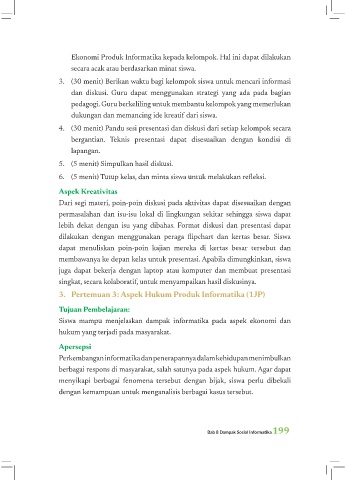 Ekonomi Produk Informatika kepada kelompok. Hal ini dapat dilakukan
secara acak atau berdasarkan minat siswa.
3. (30 menit) Berikan waktu bagi kelompok siswa untuk mencari informasi
dan diskusi. Guru dapat menggunakan strategi yang ada pada bagian
pedagogi. Guru berkeliling untuk membantu kelompok yang memerlukan
dukungan dan memancing ide kreatif dari siswa.
4. (30 menit) Pandu sesi presentasi dan diskusi dari setiap kelompok secara
bergantian. Teknis presentasi dapat disesuaikan dengan kondisi di
lapangan.
5. (5 menit) Simpulkan hasil diskusi.
6. (5 menit) Tutup kelas, dan minta siswa untuk melakukan refleksi.
Aspek Kreativitas
Dari segi materi, poin-poin diskusi pada aktivitas dapat disesuaikan dengan
permasalahan dan isu-isu lokal di lingkungan sekitar sehingga siswa dapat
lebih dekat dengan isu yang dibahas. Format diskusi dan presentasi dapat
dilakukan dengan menggunakan peraga flipchart dan kertas besar. Siswa
dapat menuliskan poin-poin kajian mereka di kertas besar tersebut dan
membawanya ke depan kelas untuk presentasi. Apabila dimungkinkan, siswa
juga dapat bekerja dengan laptop atau komputer dan membuat presentasi
singkat, secara kolaboratif, untuk menyampaikan hasil diskusinya.
3. Pertemuan 3: Aspek Hukum Produk Informatika (1JP)
Tujuan Pembelajaran:
Siswa mampu menjelaskan dampak informatika pada aspek ekonomi dan
hukum yang terjadi pada masyarakat.
Apersepsi
Perkembangan informatika dan penerapannya dalam kehidupan menimbulkan
berbagai respons di masyarakat, salah satunya pada aspek hukum. Agar dapat
menyikapi berbagai fenomena tersebut dengan bijak, siswa perlu dibekali
dengan kemampuan untuk menganalisis berbagai kasus tersebut.
Bab 8 Dampak Sosial Informatika 199